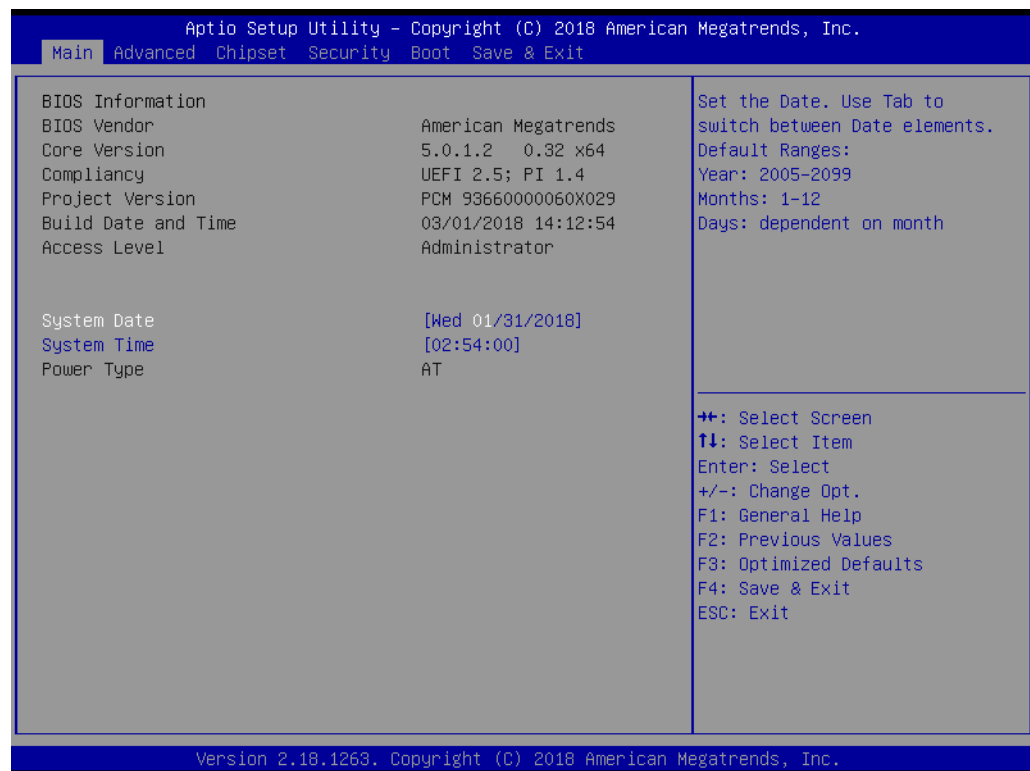 Aptio Setup Utility – Copyright (C) 2018 American Megatrends, Inc.
Main Advanced Chipset Security Boot Save & Exit
BIOS Information
BIOS Vendor American Megatrends
Core Version 5.0.1.2 0.32 x64
Compliancy UEFI 2.5; PI 1.4
Project Version PCM 93660000060X029
Build Date and Time 03/01/2018 14:12:54
Access Level Administrator
System Date [Wed 01/31/2018]
System Time [02:54:00]
Power Type AT
Set the Date. Use Tab to
switch between Date elements.
Default Ranges:
Year: 2005-2099
Months: 1-12
Days: dependent on month
→←: Select Screen
↑↓: Select Item
Enter: Select
+/-: Change Opt.
F1: General Help
F2: Previous Values
F3: Optimized Defaults
F4: Save & Exit
ESC: Exit
Version 2.18.1263. Copyright (C) 2018 American Megatrends, Inc.